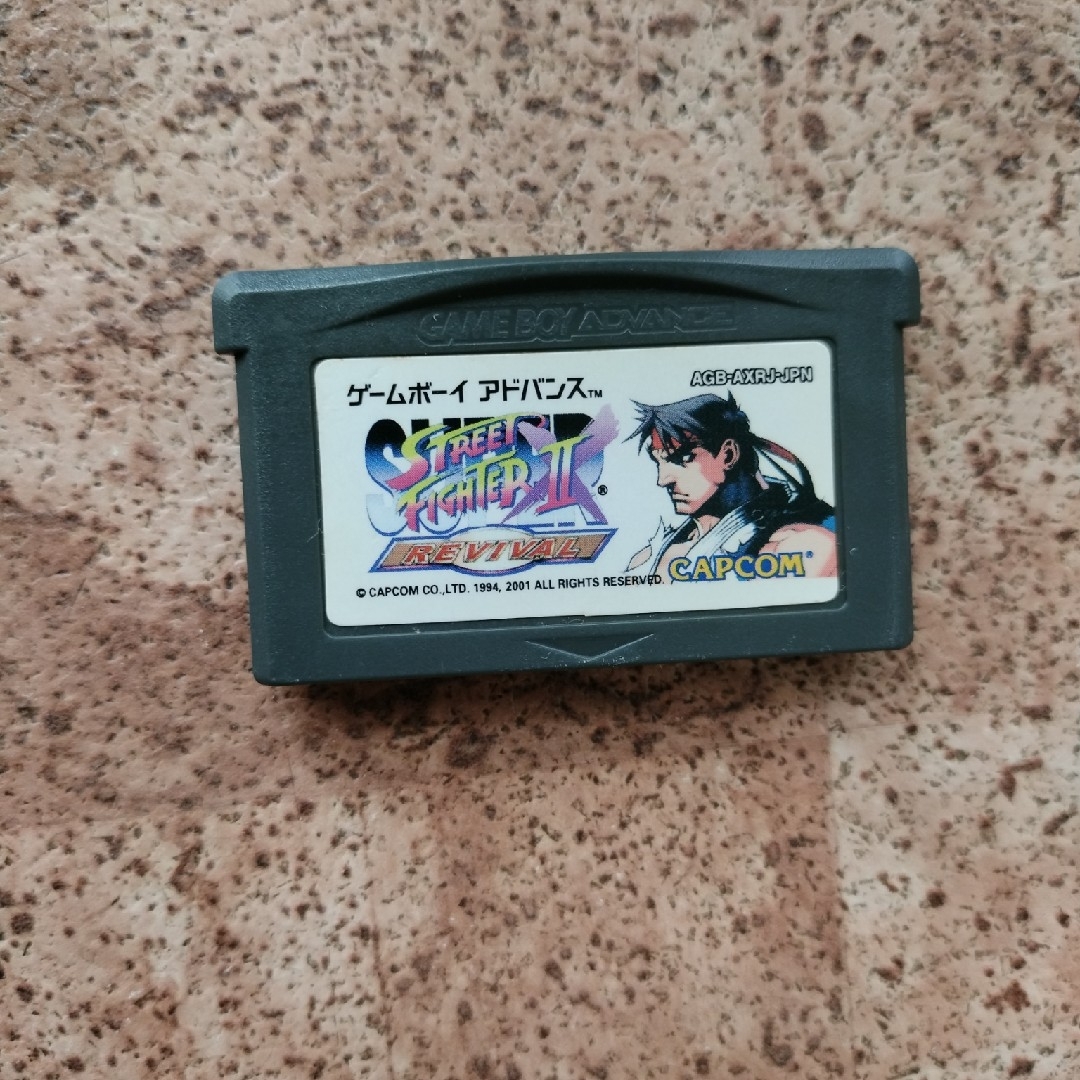 GAME BOY ADVANCE
ゲームボーイ アドバンス™
AGB-AXRJ-JPN
SUPER
STREET
FIGHTER II X®
REVIVAL
CAPCOM®
© CAPCOM CO.,LTD. 1994, 2001 ALL RIGHTS RESERVED.